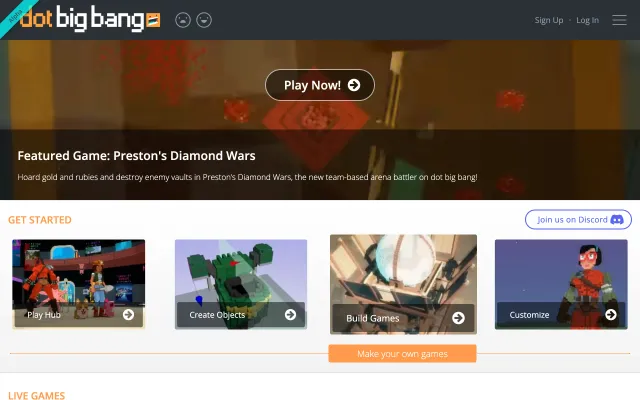 Alpha
dot big bang
Sign Up · Log In
Play Now!
Featured Game: Preston's Diamond Wars
Hoard gold and rubies and destroy enemy vaults in Preston's Diamond Wars, the new team-based arena battler on dot big bang!
GET STARTED
Join us on Discord
Play Hub
Create Objects
Build Games
Customize
Make your own games
LIVE GAMES